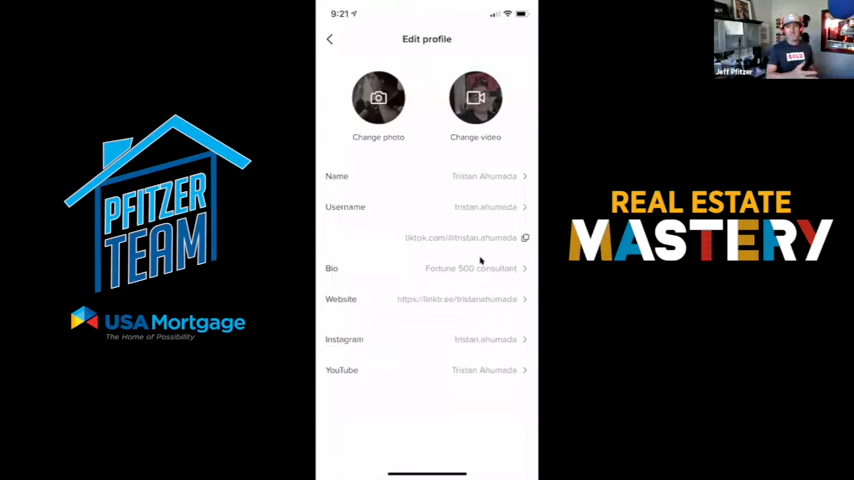 9:21
Edit profile
Change photo
Change video
Name Tristan Ahumada
Username tristan.ahumada
tiktok.com/@tristan.ahumada
Bio Fortune 500 consultant
Website https://linktr.ee/tristanahumada
Instagram tristan.ahumada
YouTube Tristan Ahumada
PFITZER
TEAM
USA Mortgage
The Home of Possibility
REAL ESTATE
MASTERY
SOLD
Jeff Pfitzer